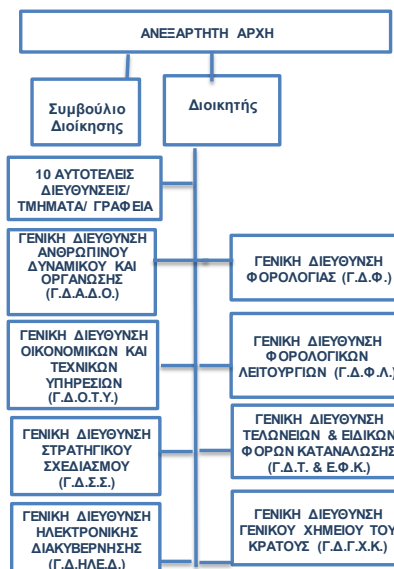 ΑΝΕΞΑΡΤΗΤΗ ΑΡΧΗ
Συμβούλιο
Διοίκησης
Διοικητής
10 ΑΥΤΟΤΕΛΕΙΣ
ΔΙΕΥΘΥΝΣΕΙΣ/
ΤΜΗΜΑΤΑ/ ΓΡΑΦΕΙΑ
ΓΕΝΙΚΗ ΔΙΕΥΘΥΝΣΗ
ΑΝΘΡΩΠΙΝΟΥ
ΔΥΝΑΜΙΚΟΥ ΚΑΙ
ΟΡΓΑΝΩΣΗΣ
(Γ.Δ.Α.Δ.Ο.)
ΓΕΝΙΚΗ ΔΙΕΥΘΥΝΣΗ
ΦΟΡΟΛΟΓΙΑΣ (Γ.Δ.Φ.)
ΓΕΝΙΚΗ ΔΙΕΥΘΥΝΣΗ
ΟΙΚΟΝΟΜΙΚΩΝ ΚΑΙ
ΤΕΧΝΙΚΩΝ
ΥΠΗΡΕΣΙΩΝ
(Γ.Δ.Ο.Τ.Υ.)
ΓΕΝΙΚΗ ΔΙΕΥΘΥΝΣΗ
ΦΟΡΟΛΟΓΙΚΩΝ
ΛΕΙΤΟΥΡΓΙΩΝ (Γ.Δ.Φ.Λ.)
ΓΕΝΙΚΗ ΔΙΕΥΘΥΝΣΗ
ΣΤΡΑΤΗΓΙΚΟΥ
ΣΧΕΔΙΑΣΜΟΥ
(Γ.Δ.Σ.Σ.)
ΓΕΝΙΚΗ ΔΙΕΥΘΥΝΣΗ
ΤΕΛΩΝΕΙΩΝ & ΕΙΔΙΚΩΝ
ΦΟΡΩΝ ΚΑΤΑΝΑΛΩΣΗΣ
(Γ.Δ.Τ. & Ε.Φ.Κ.)
ΓΕΝΙΚΗ ΔΙΕΥΘΥΝΣΗ
ΗΛΕΚΤΡΟΝΙΚΗΣ
ΔΙΑΚΥΒΕΡΝΗΣΗΣ
(Γ.Δ.ΗΛΕ.Δ.)
ΓΕΝΙΚΗ ΔΙΕΥΘΥΝΣΗ
ΓΕΝΙΚΟΥ ΧΗΜΕΙΟΥ ΤΟΥ
ΚΡΑΤΟΥΣ (Γ.Δ.Γ.Χ.Κ.)